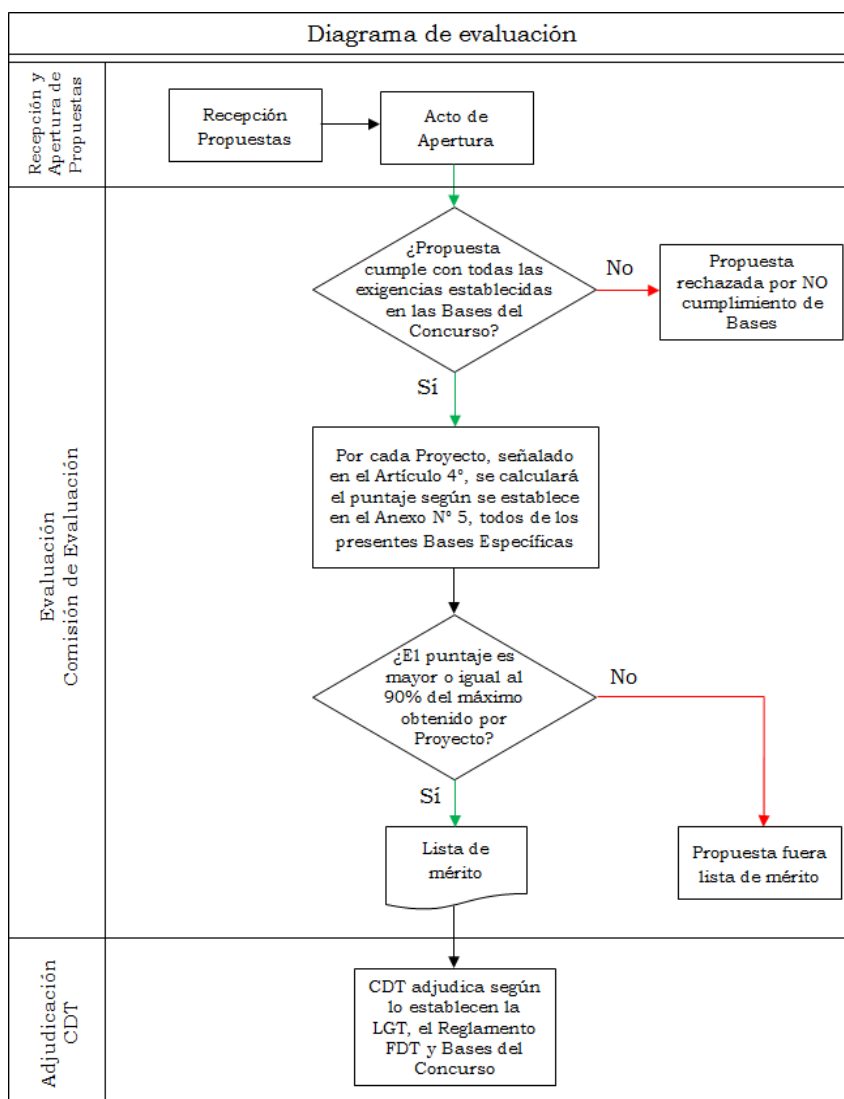 Diagrama de evaluación
Recepción y
Apertura de
Propuestas
Recepción
Propuestas
Acto de
Apertura
Evaluación
Comisión de Evaluación
¿Propuesta
cumple con todas las
exigencias establecidas
en las Bases del
Concurso?
No
Propuesta
rechazada por NO
cumplimiento de
Bases
Sí
Por cada Proyecto, señalado
en el Artículo 4°, se calculará
el puntaje según se establece
en el Anexo N° 5, todos de los
presentes Bases Específicas
¿El puntaje es
mayor o igual al
90% del máximo
obtenido por
Proyecto?
No
Sí
Lista de
mérito
Propuesta fuera
lista de mérito
Adjudicación
CDT
CDT adjudica según
lo establecen la
LGT, el Reglamento
FDT y Bases del
Concurso